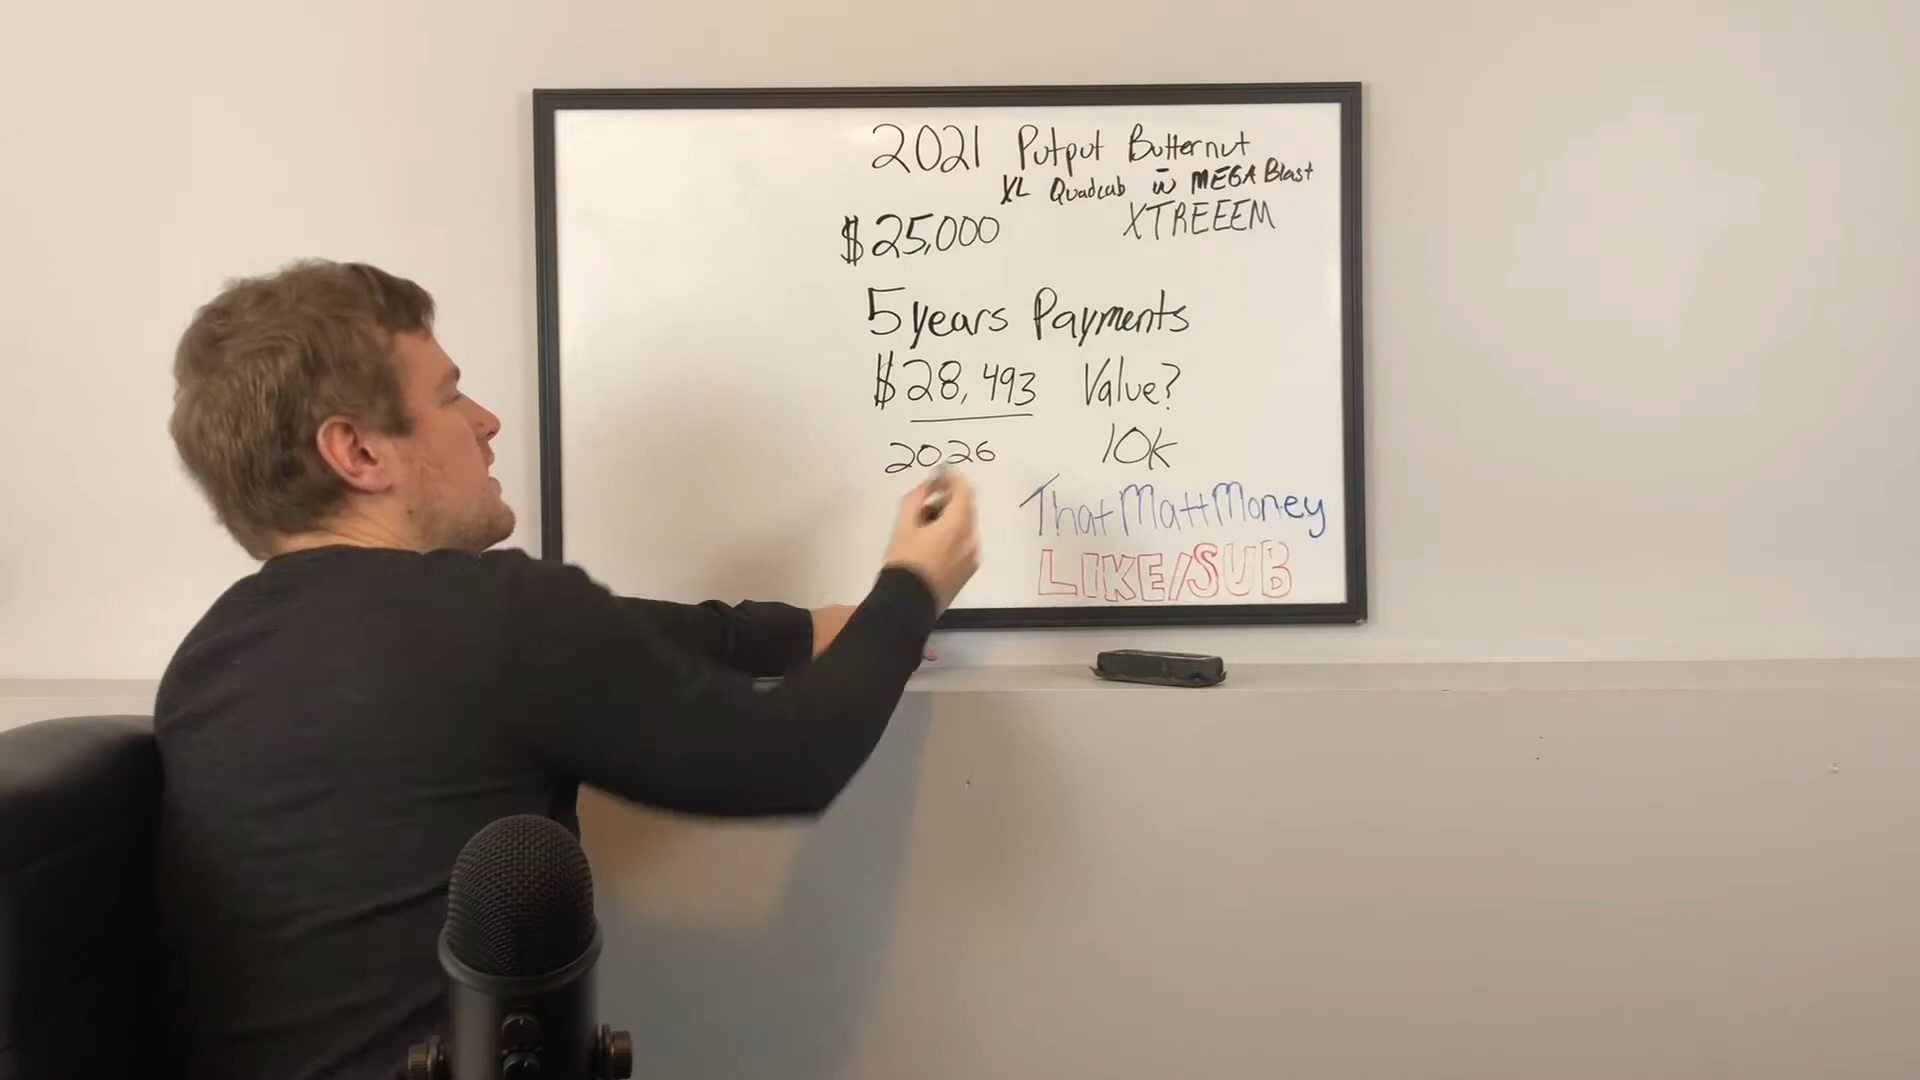 2021 Putput Butternut
XL Quadcab w MEGA Blast
XTREEEM
$25,000
5 years Payments
$28,493 Value?
2026 10k
ThatMattMoney
LIKE/SUB